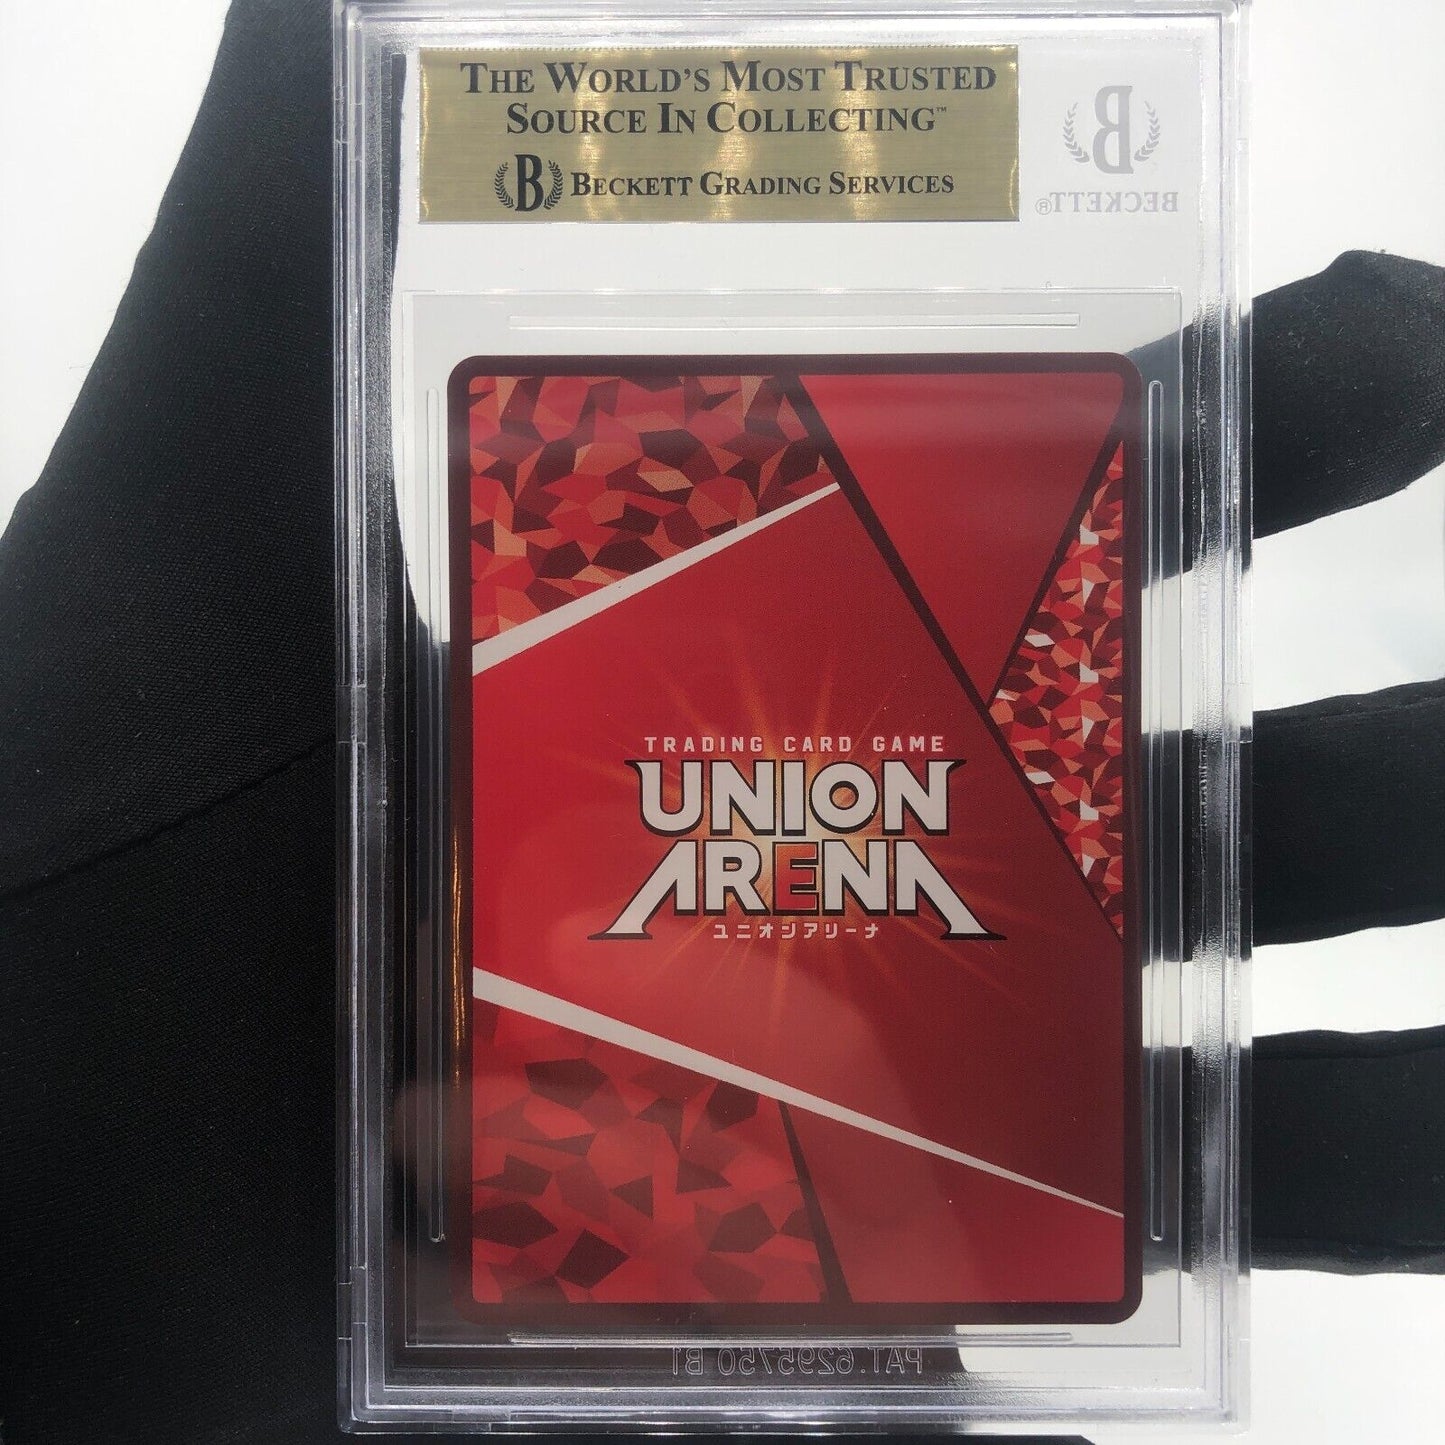 THE WORLD'S MOST TRUSTED
SOURCE IN COLLECTING™
B BECKETT GRADING SERVICES
B
BECKETT®
TRADING CARD GAME
UNION
ARENA
ユニオンアリーナ
PAT.6295750 B1